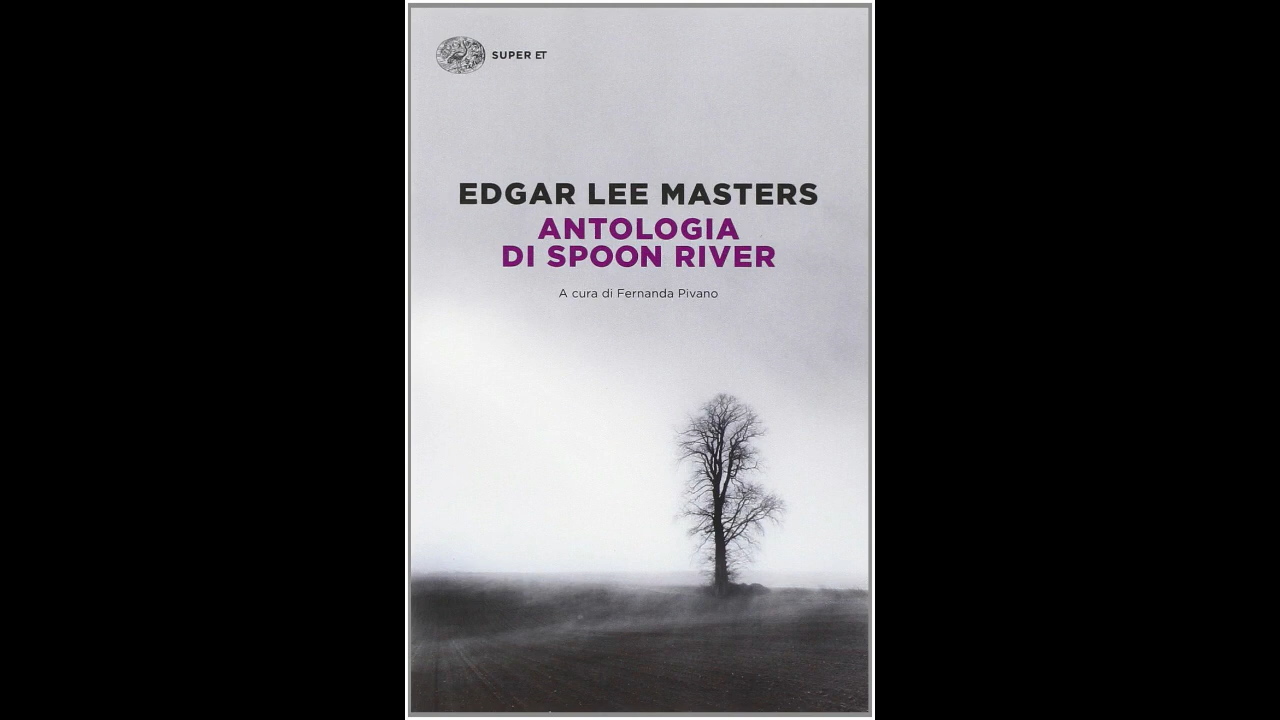 SUPER ET
EDGAR LEE MASTERS
ANTOLOGIA
DI SPOON RIVER
A cura di Fernanda Pivano